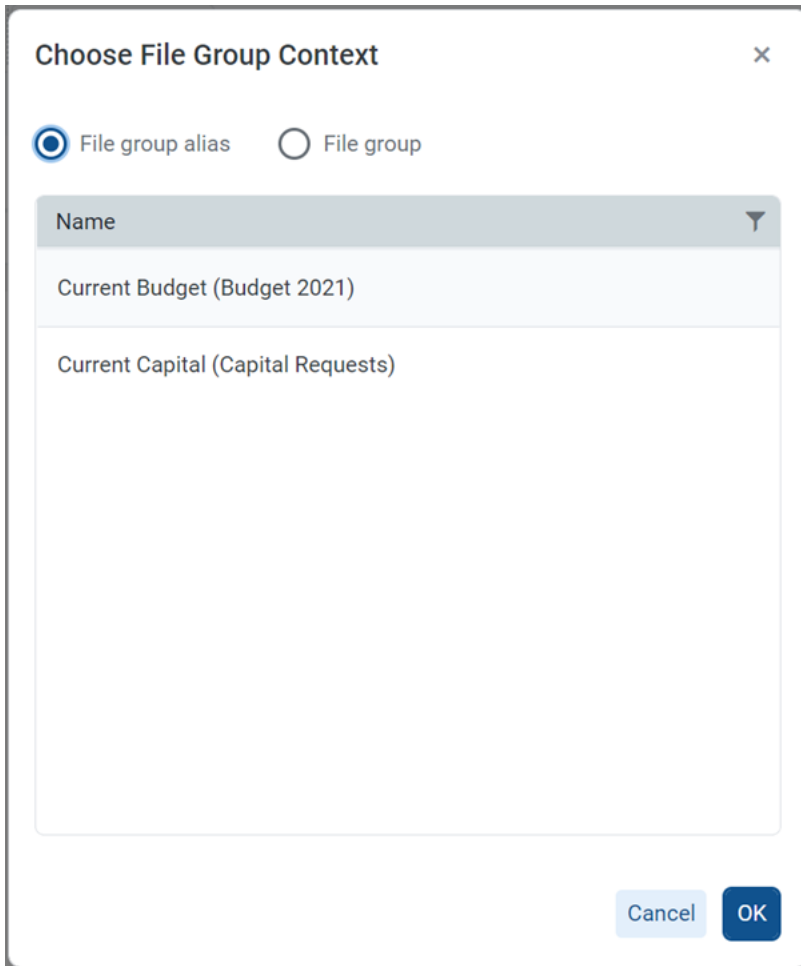 Choose File Group Context
File group alias File group
Name
Current Budget (Budget 2021)
Current Capital (Capital Requests)
Cancel OK